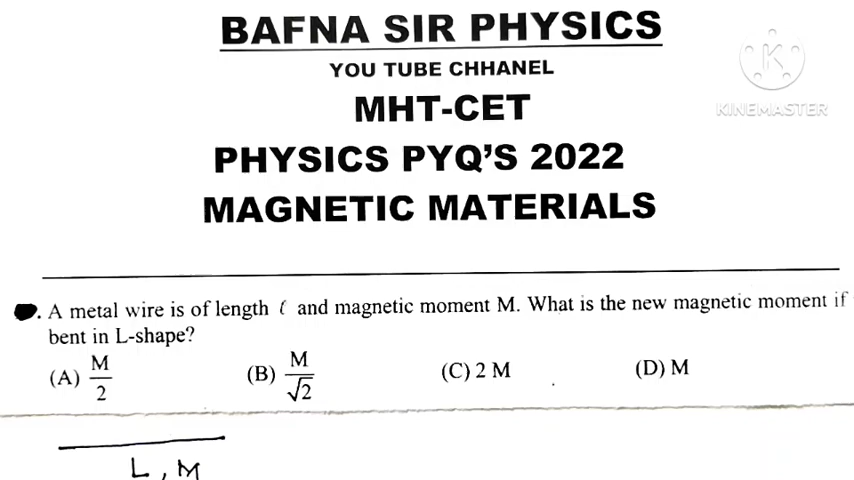 BAFNA SIR PHYSICS
YOU TUBE CHHANEL
MHT-CET
PHYSICS PYQ'S 2022
MAGNETIC MATERIALS
KINEMASTER
. A metal wire is of length ℓ and magnetic moment M. What is the new magnetic moment if
bent in L-shape?
(A) M/2 (B) M/√2 (C) 2 M (D) M
L, M